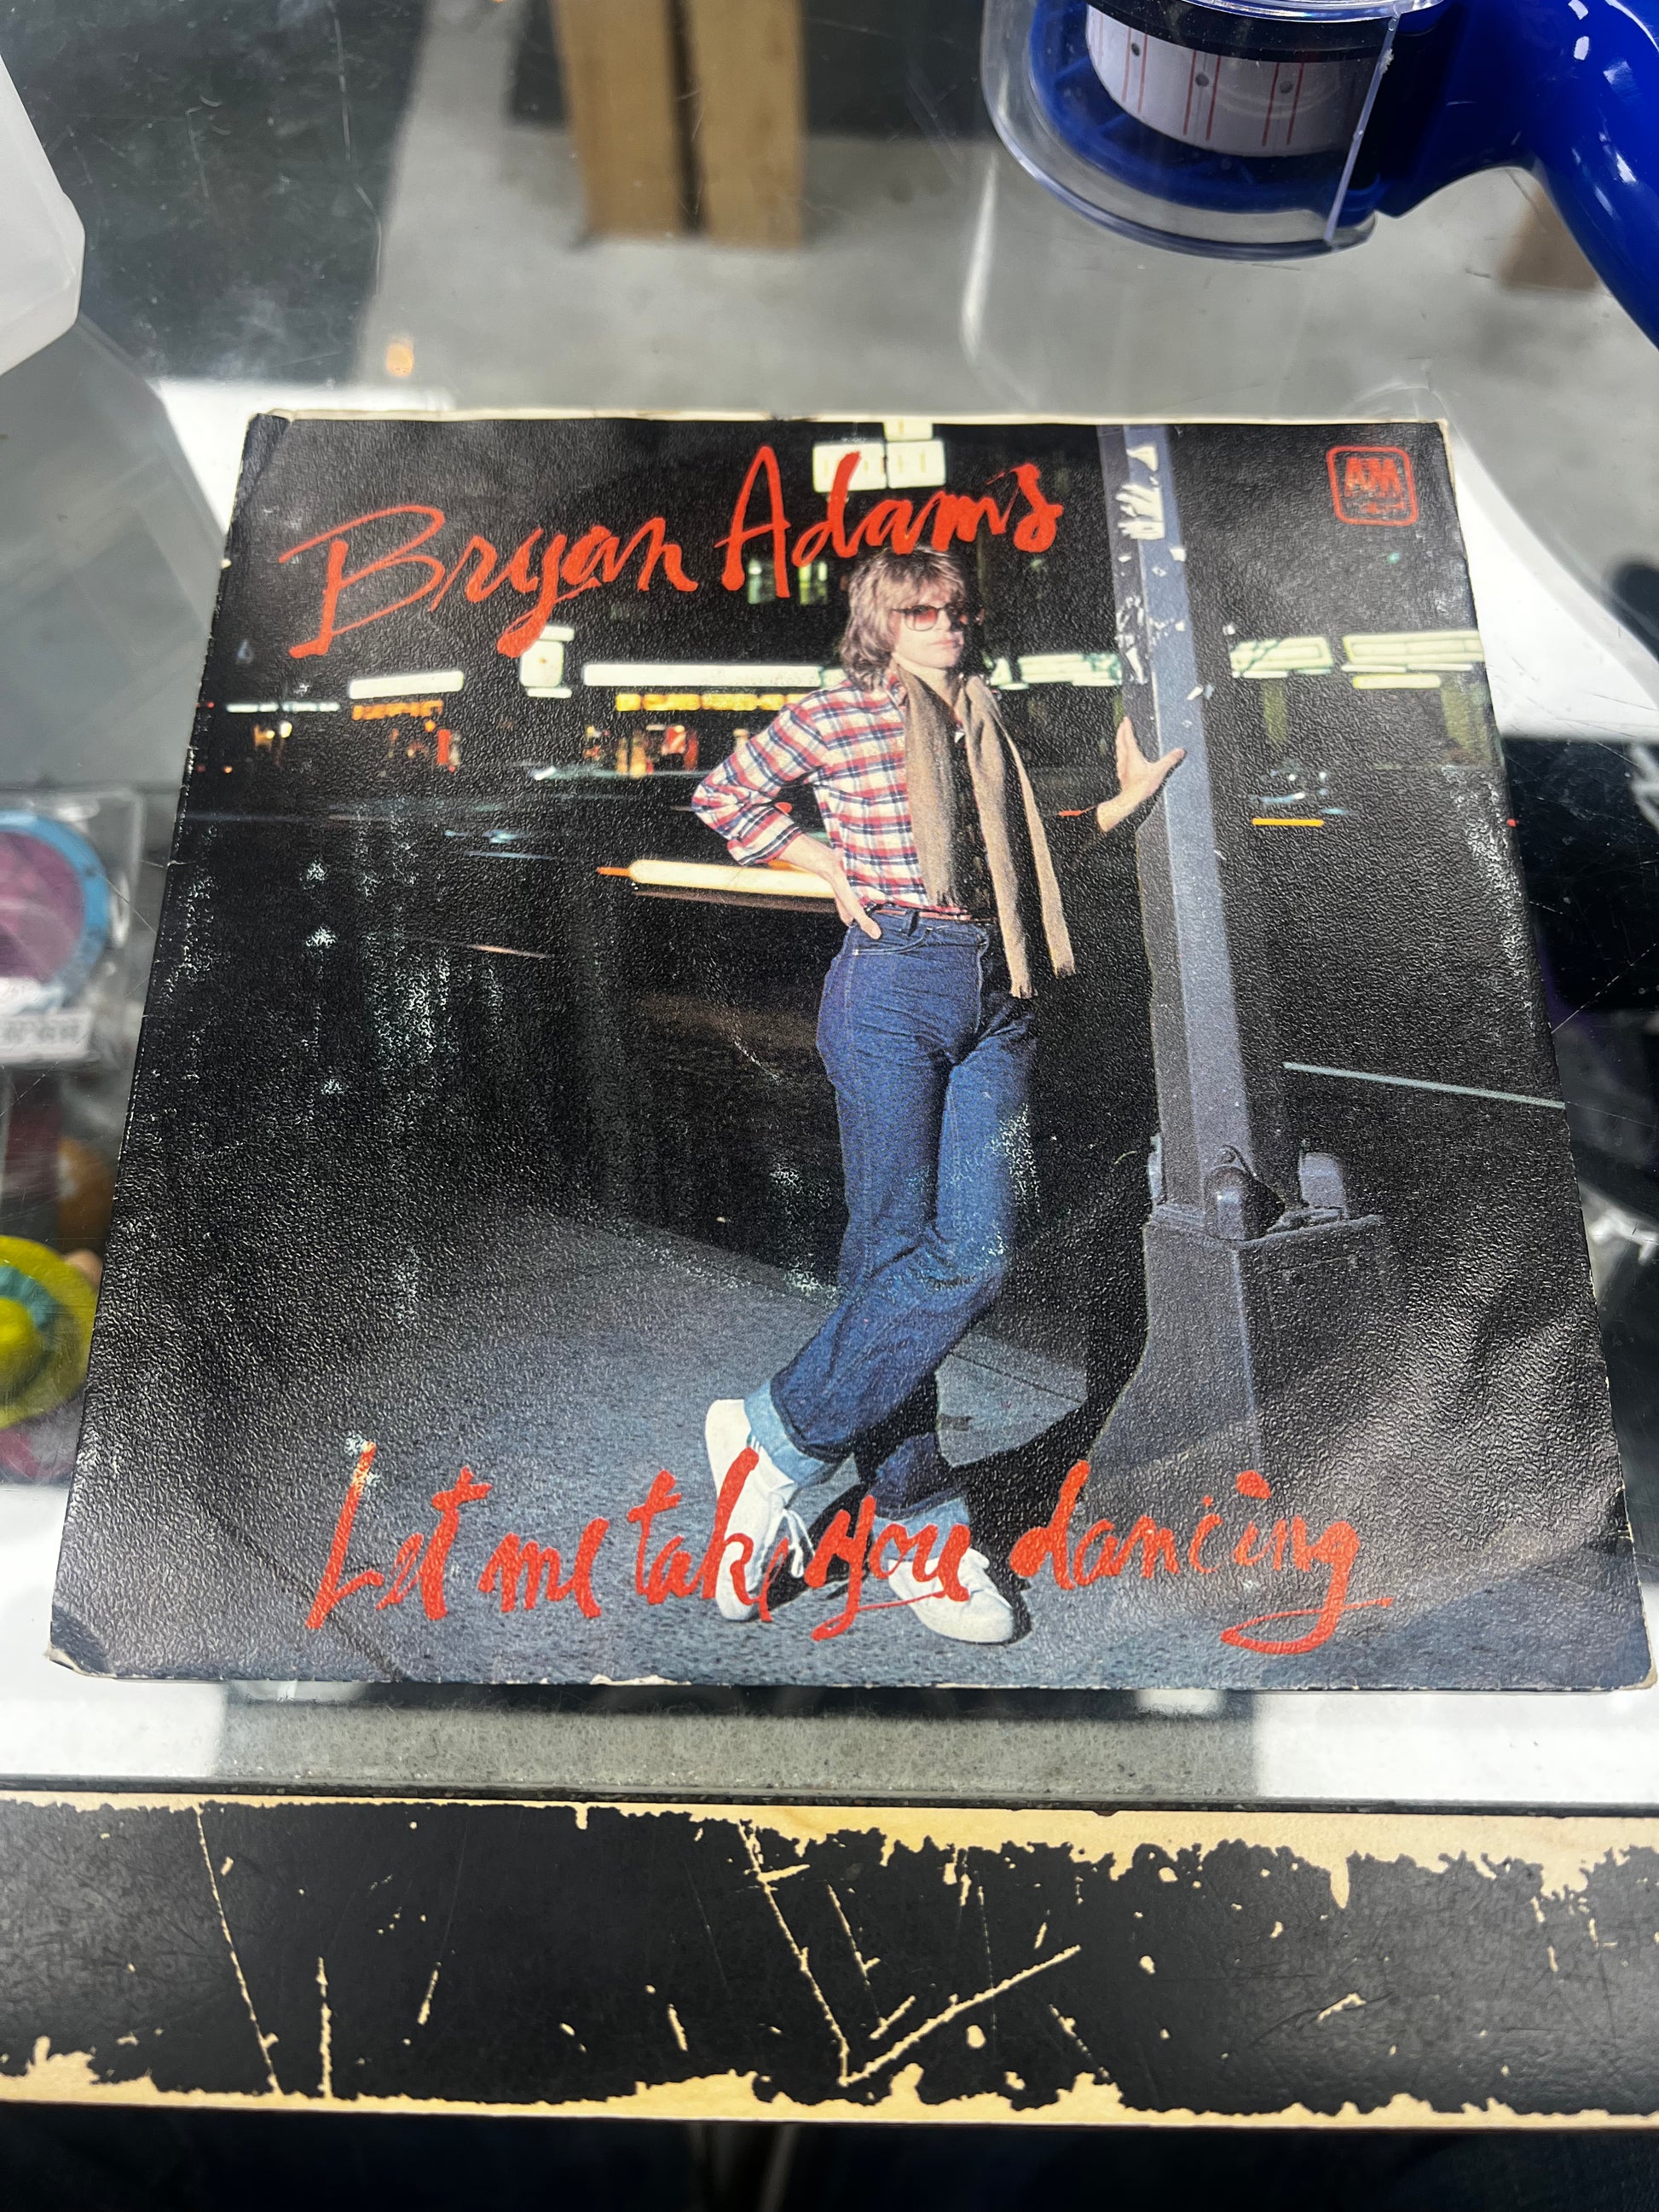 Bryan Adams
A&M
Let me take you dancing